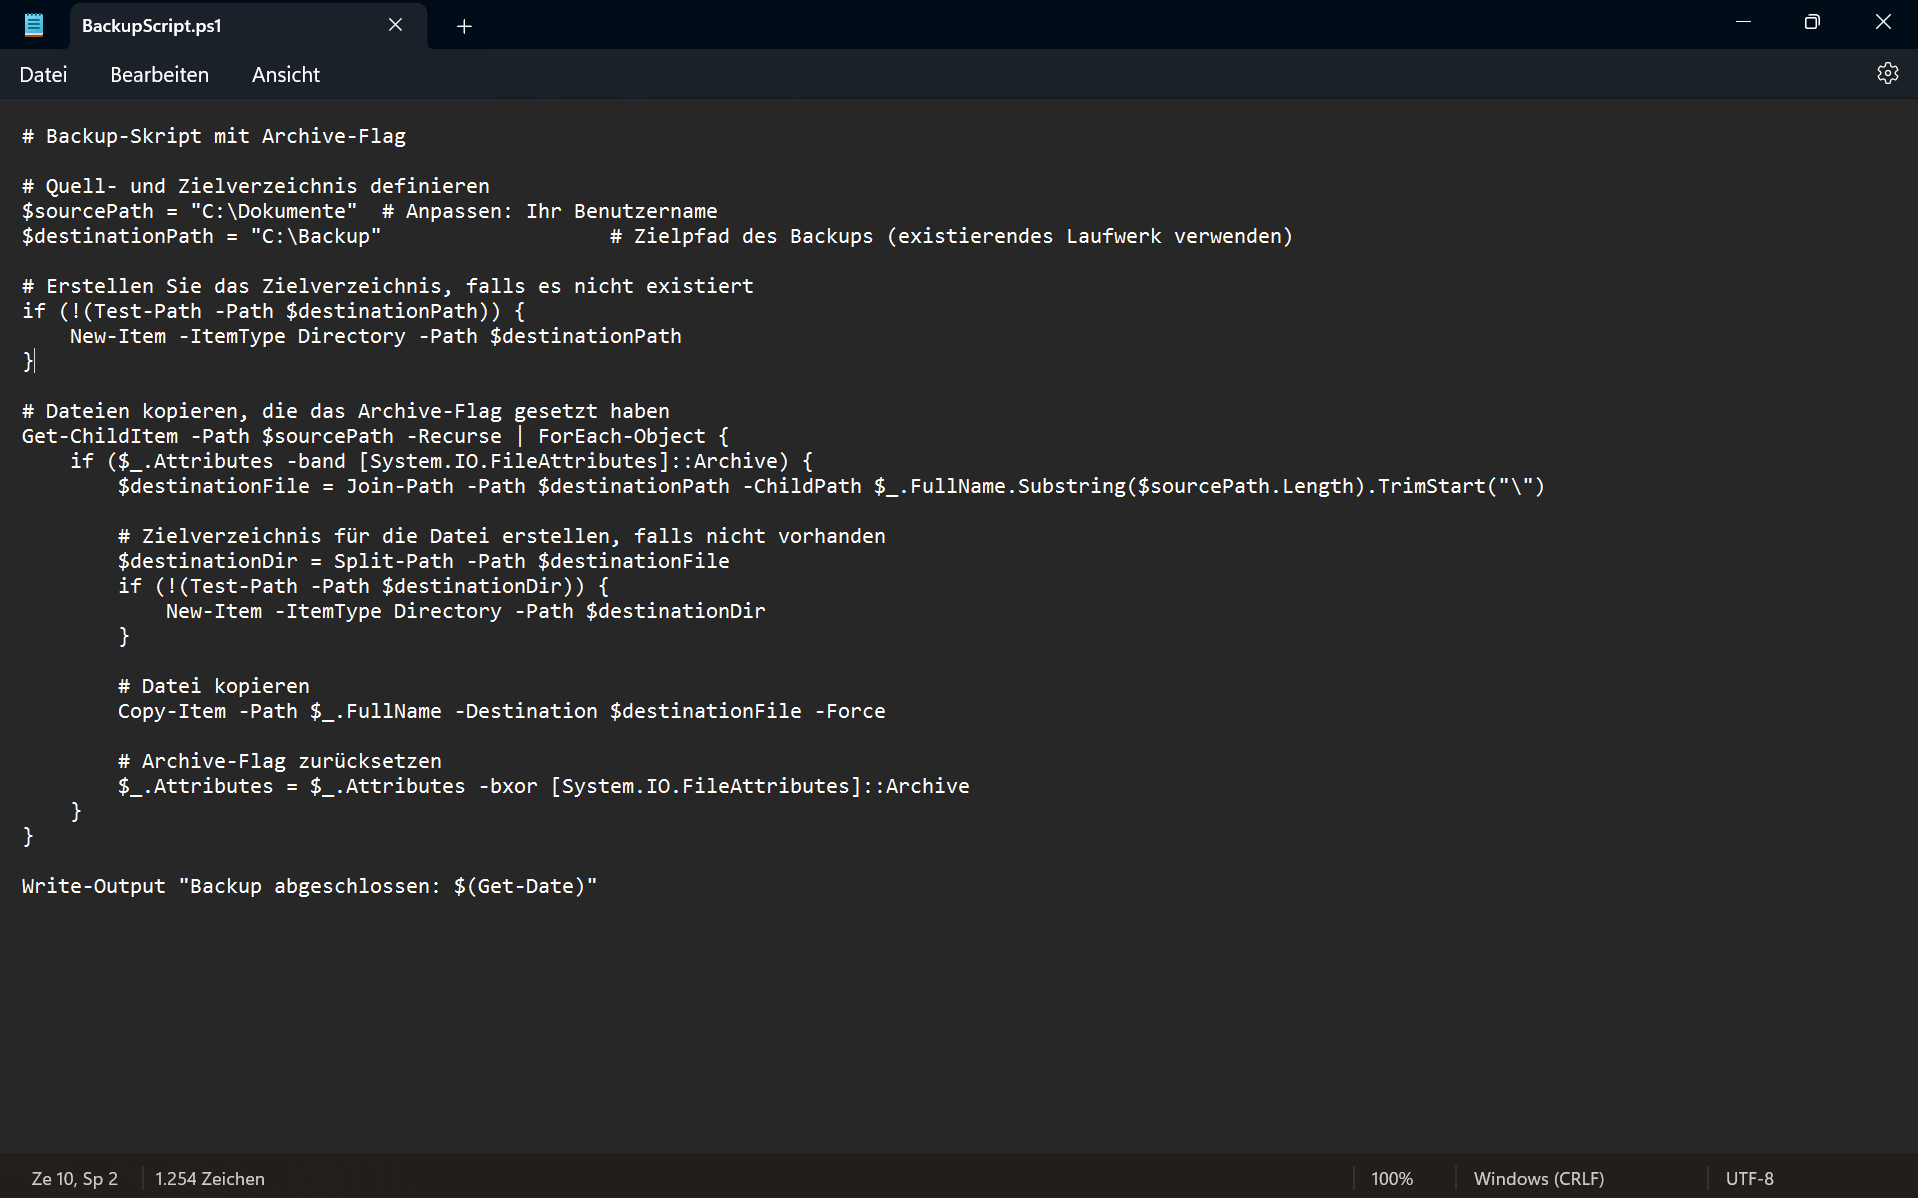 BackupScript.ps1
Datei Bearbeiten Ansicht
# Backup-Skript mit Archive-Flag
# Quell- und Zielverzeichnis definieren
$sourcePath = "C:\Dokumente"  # Anpassen: Ihr Benutzername
$destinationPath = "C:\Backup"                   # Zielpfad des Backups (existierendes Laufwerk verwenden)
# Erstellen Sie das Zielverzeichnis, falls es nicht existiert
if (!(Test-Path -Path $destinationPath)) {
    New-Item -ItemType Directory -Path $destinationPath
}
# Dateien kopieren, die das Archive-Flag gesetzt haben
Get-ChildItem -Path $sourcePath -Recurse | ForEach-Object {
    if ($_.Attributes -band [System.IO.FileAttributes]::Archive) {
        $destinationFile = Join-Path -Path $destinationPath -ChildPath $_.FullName.Substring($sourcePath.Length).TrimStart("\")
        # Zielverzeichnis für die Datei erstellen, falls nicht vorhanden
        $destinationDir = Split-Path -Path $destinationFile
        if (!(Test-Path -Path $destinationDir)) {
            New-Item -ItemType Directory -Path $destinationDir
        }
        # Datei kopieren
        Copy-Item -Path $_.FullName -Destination $destinationFile -Force
        # Archive-Flag zurücksetzen
        $_.Attributes = $_.Attributes -bxor [System.IO.FileAttributes]::Archive
    }
}
Write-Output "Backup abgeschlossen: $(Get-Date)"
Ze 10, Sp 2 1.254 Zeichen 100% Windows (CRLF) UTF-8